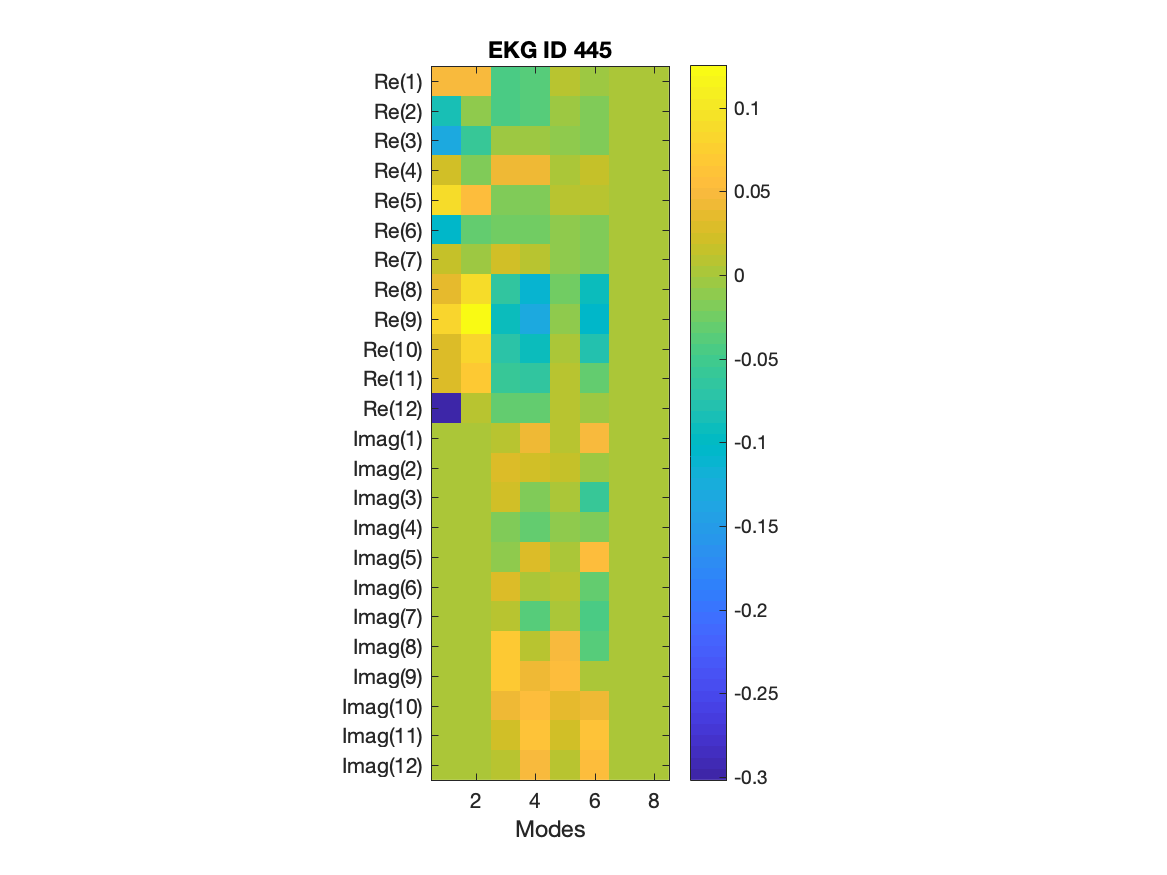 EKG ID 445
Re(1)
Re(2)
Re(3)
Re(4)
Re(5)
Re(6)
Re(7)
Re(8)
Re(9)
Re(10)
Re(11)
Re(12)
Imag(1)
Imag(2)
Imag(3)
Imag(4)
Imag(5)
Imag(6)
Imag(7)
Imag(8)
Imag(9)
Imag(10)
Imag(11)
Imag(12)
2 4 6 8
Modes
0.1
0.05
0
-0.05
-0.1
-0.15
-0.2
-0.25
-0.3